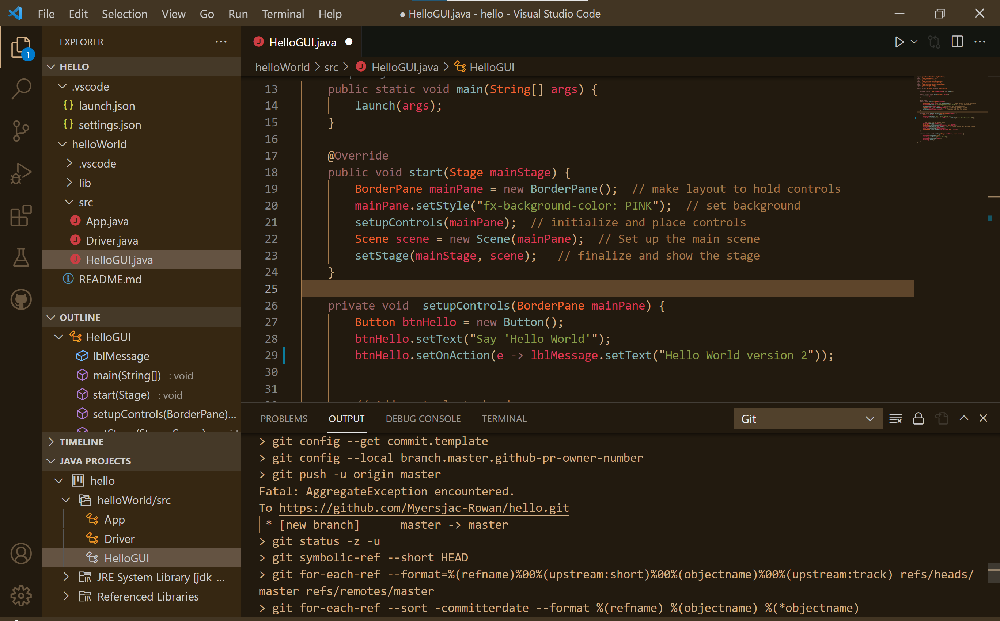 File Edit Selection View Go Run Terminal Help ● HelloGUI.java - hello - Visual Studio Code
1
EXPLORER ...
HELLO
.vscode
{} launch.json
{} settings.json
helloWorld
.vscode
lib
src
J App.java
J Driver.java
J HelloGUI.java
README.md
OUTLINE
HelloGUI
lblMessage
main(String[]) : void
start(Stage) : void
setupControls(BorderPane)...
TIMELINE
JAVA PROJECTS
hello
helloWorld/src
App
Driver
HelloGUI
JRE System Library [jdk-...
Referenced Libraries
J HelloGUI.java ●
helloWorld > src > J HelloGUI.java > HelloGUI
13 public static void main(String[] args) {
14 launch(args);
15 }
16
17 @Override
18 public void start(Stage mainStage) {
19 BorderPane mainPane = new BorderPane();  // make layout to hold controls
20 mainPane.setStyle("fx-background-color: PINK");  // set background
21 setupControls(mainPane);  // initialize and place controls
22 Scene scene = new Scene(mainPane);  // Set up the main scene
23 setStage(mainStage, scene);   // finalize and show the stage
24 }
25
26 private void  setupControls(BorderPane mainPane) {
27 Button btnHello = new Button();
28 btnHello.setText("Say 'Hello World'");
29 btnHello.setOnAction(e -> lblMessage.setText("Hello World version 2"));
30
31
PROBLEMS OUTPUT DEBUG CONSOLE TERMINAL Git
> git config --get commit.template
> git config --local branch.master.github-pr-owner-number
> git push -u origin master
Fatal: AggregateException encountered.
To https://github.com/Myersjac-Rowan/hello.git
* [new branch]      master -> master
> git status -z -u
> git symbolic-ref --short HEAD
> git for-each-ref --format=%(refname)%00%(upstream:short)%00%(objectname)%00%(upstream:track) refs/heads/
master refs/remotes/master
> git for-each-ref --sort -committerdate --format %(refname) %(objectname) %(*objectname)